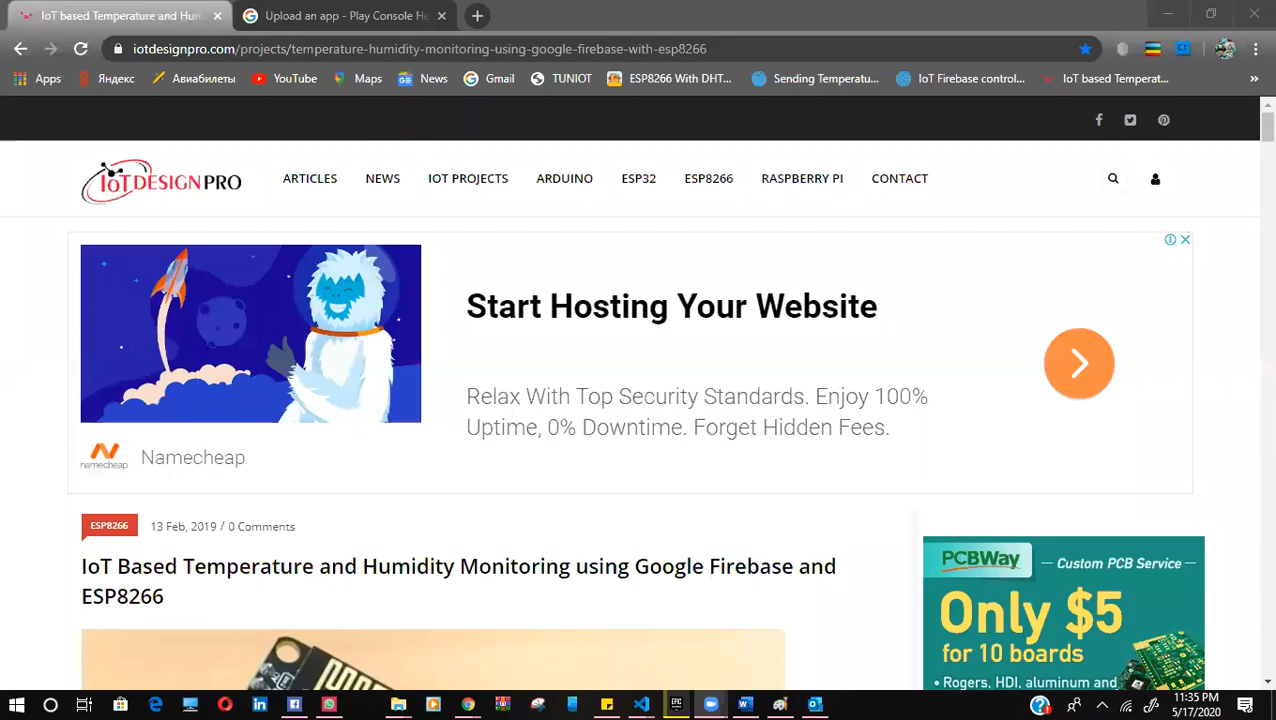 IoT based Temperature and Hum
Upload an app - Play Console He
iotdesignpro.com/projects/temperature-humidity-monitoring-using-google-firebase-with-esp8266
Apps
Яндекс
Авиабилеты
YouTube
Maps
News
Gmail
TUNIOT
ESP8266 With DHT...
Sending Temperatu...
IoT Firebase control...
IoT based Temperat...
IoTDESIGNPRO
ARTICLES
NEWS
IOT PROJECTS
ARDUINO
ESP32
ESP8266
RASPBERRY PI
CONTACT
Start Hosting Your Website
Relax With Top Security Standards. Enjoy 100%
Uptime, 0% Downtime. Forget Hidden Fees.
namecheap
Namecheap
ESP8266
13 Feb, 2019 / 0 Comments
IoT Based Temperature and Humidity Monitoring using Google Firebase and
ESP8266
PCBWay
Custom PCB Service
Only $5
for 10 boards
• Rogers, HDI, aluminum and
11:35 PM
5/17/2020